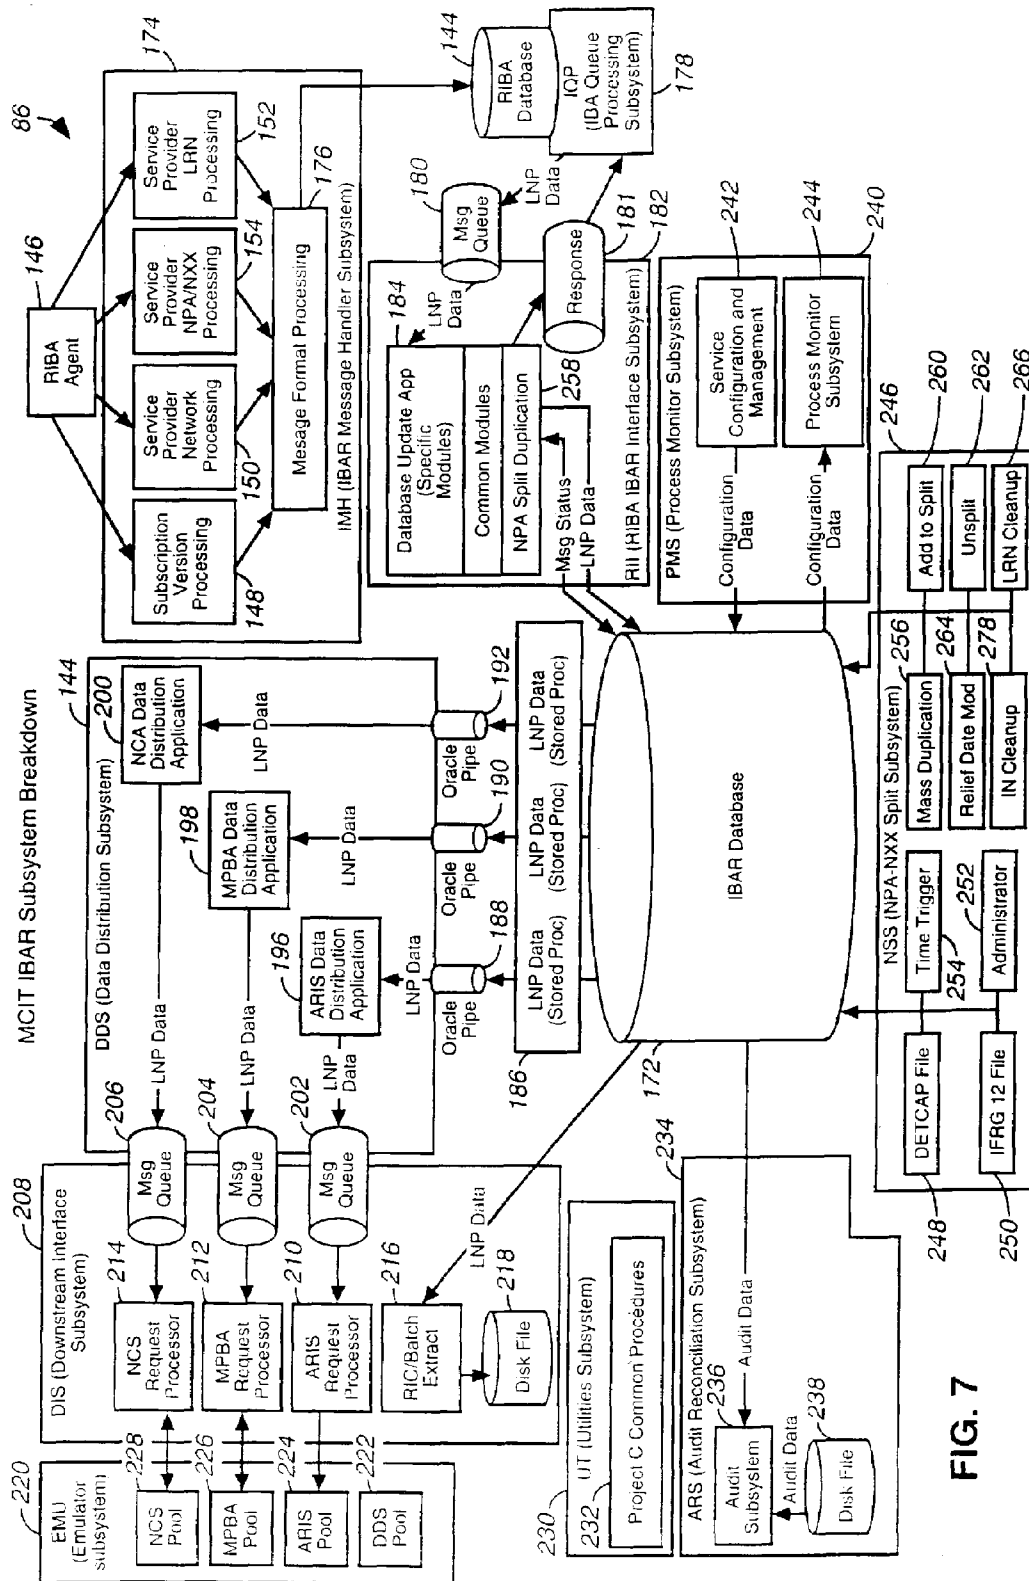 MCIT IBAR Subsystem Breakdown
86
220
EMU
(Emulator
subsystem)
228
NCS
Pool
226
MPBA
Pool
224
ARIS
Pool
222
DDS
Pool
208
DIS (Downstream Interface
Subsystem)
214
NCS
Request
Processor
212
MPBA
Request
Processor
210
ARIS
Request
Processor
216
RIC/Batch
Extract
218
Disk File
206
Msg
Queue
204
Msg
Queue
202
Msg
Queue
LNP Data
LNP Data
LNP
Data
LNP Data
144
DDS (Data Distribution Subsystem)
200
NCA Data
Distribution
Application
198
MPBA Data
Distribution
Application
196
ARIS Data
Distribution
Application
LNP Data
LNP Data
LNP
Data
Oracle
Pipe
192
Oracle
Pipe
190
Oracle
Pipe
188
186
LNP Data
(Stored Proc)
LNP Data
(Stored Proc)
LNP Data
(Stored Proc)
172
IBAR Database
146
RIBA
Agent
174
Service
Provider
LRN
Processing
152
Service
Provider
NPA/NXX
Processing
154
Service
Provider
Network
Processing
150
Subscription
Version
Processing
148
Mesage Format Processing
176
IMH (IBAR Message Handler Subsystem)
144
RIBA
Database
IQP
(IBA Queue
Processing
Subsystem)
178
LNP
Data
180
Msg
Queue
LNP
Data
184
Database Update App
(Specific
Modules)
Common Modules
NPA Split Duplication
258
Response
181
182
Msg Status
LNP Data
RII (RIBA IBAR Interface Subsystem)
PMS (Process Monitor Subsystem)
Service
Configuration and
Management
242
Process Monitor
Subsystem
244
240
Configuration
Data
Configuration
Data
230
UT (Utilities Subsystem)
232
Project C Common Procedures
234
ARS (Audit Reconciliation Subsystem)
236
Audit
Subsystem
Audit Data
Audit Data
238
Disk File
246
NSS (NPA-NXX Split Subsystem)
248
DETCAP File
250
IFRG 12 File
Time Trigger
254
252
Administrator
256
Mass Duplication
264
Relief Date Mod
278
IN Cleanup
Add to Split
260
Unsplit
262
LRN Cleanup
266
FIG. 7